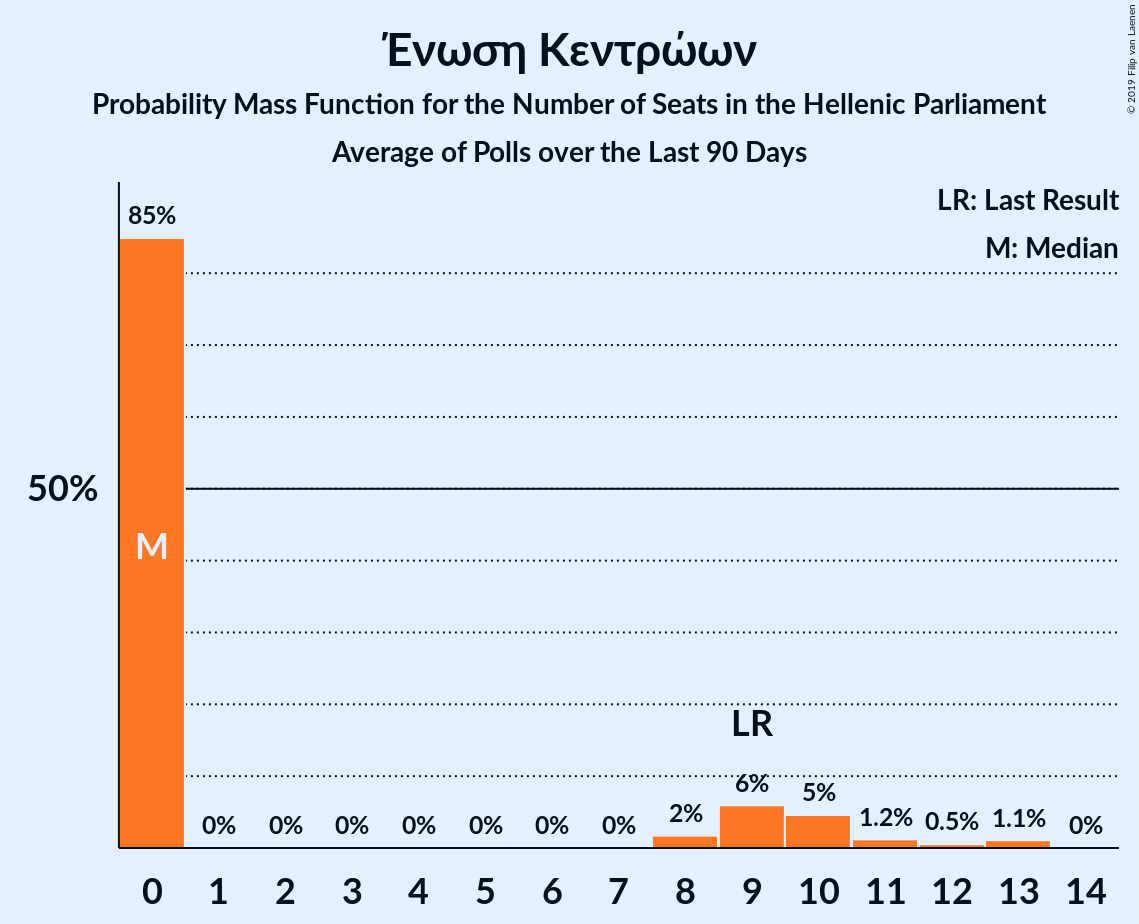 Ένωση Κεντρώων
Probability Mass Function for the Number of Seats in the Hellenic Parliament
Average of Polls over the Last 90 Days
© 2019 Filip van Laenen
LR: Last Result
M: Median
85%
50%
M
LR
0% 0% 0% 0% 0% 0% 0% 2% 6% 5% 1.2% 0.5% 1.1% 0%
0 1 2 3 4 5 6 7 8 9 10 11 12 13 14